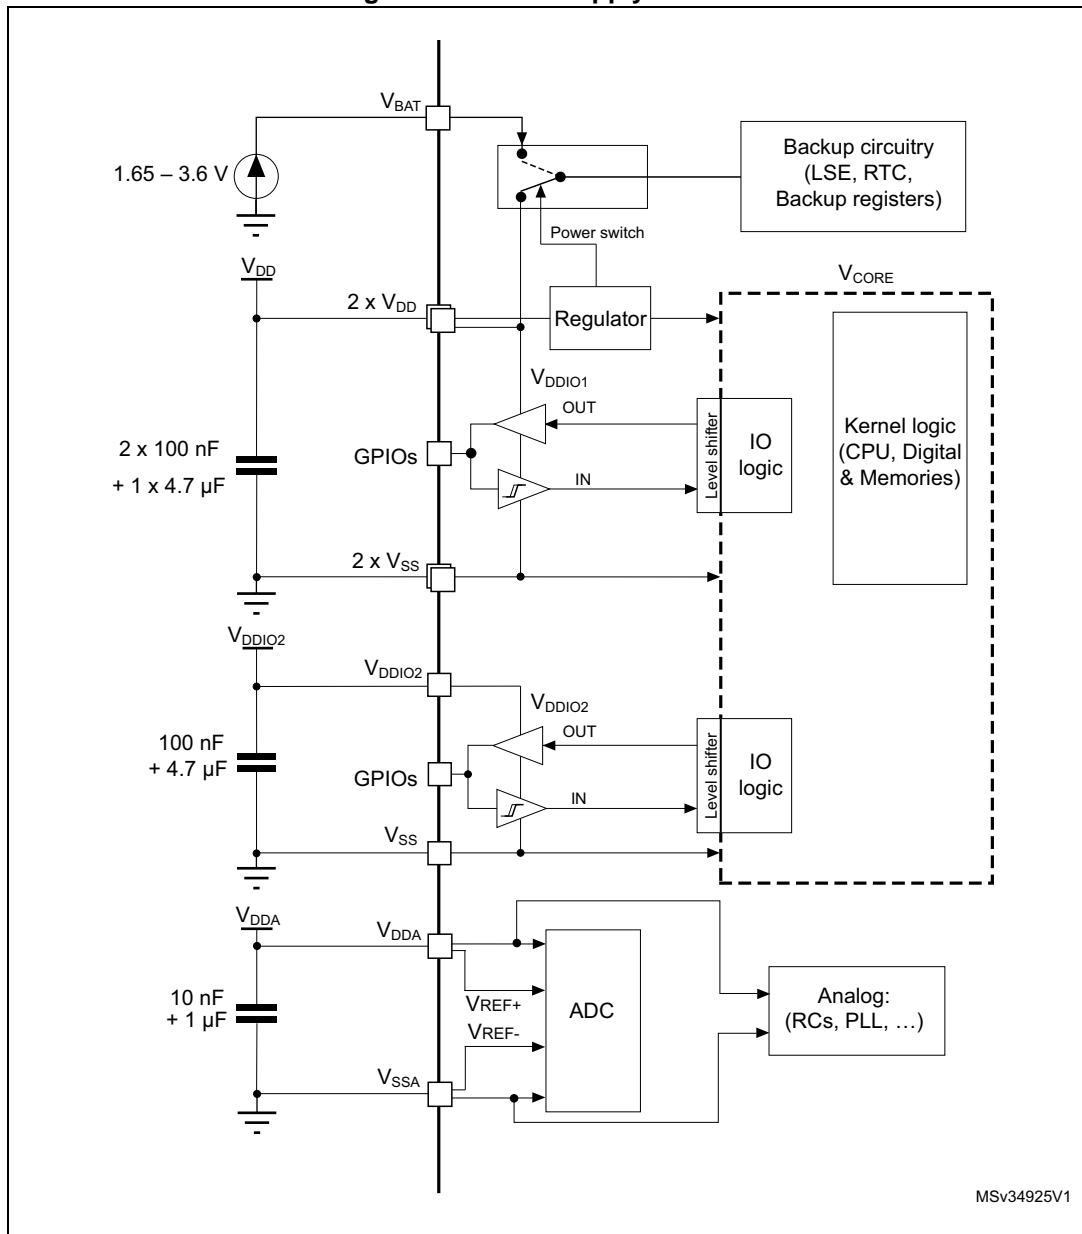 VBAT
1.65 – 3.6 V
Backup circuitry
(LSE, RTC,
Backup registers)
Power switch
VDD
VCORE
2 x VDD
Regulator
VDDIO1
OUT
Level shifter
IO
logic
Kernel logic
(CPU, Digital
& Memories)
2 x 100 nF
+ 1 x 4.7 µF
GPIOs
IN
2 x VSS
VDDIO2
VDDIO2
VDDIO2
OUT
100 nF
+ 4.7 µF
GPIOs
Level shifter
IO
logic
IN
VSS
VDDA
VDDA
10 nF
+ 1 µF
VREF+
VREF-
ADC
Analog:
(RCs, PLL, …)
VSSA
MSv34925V1